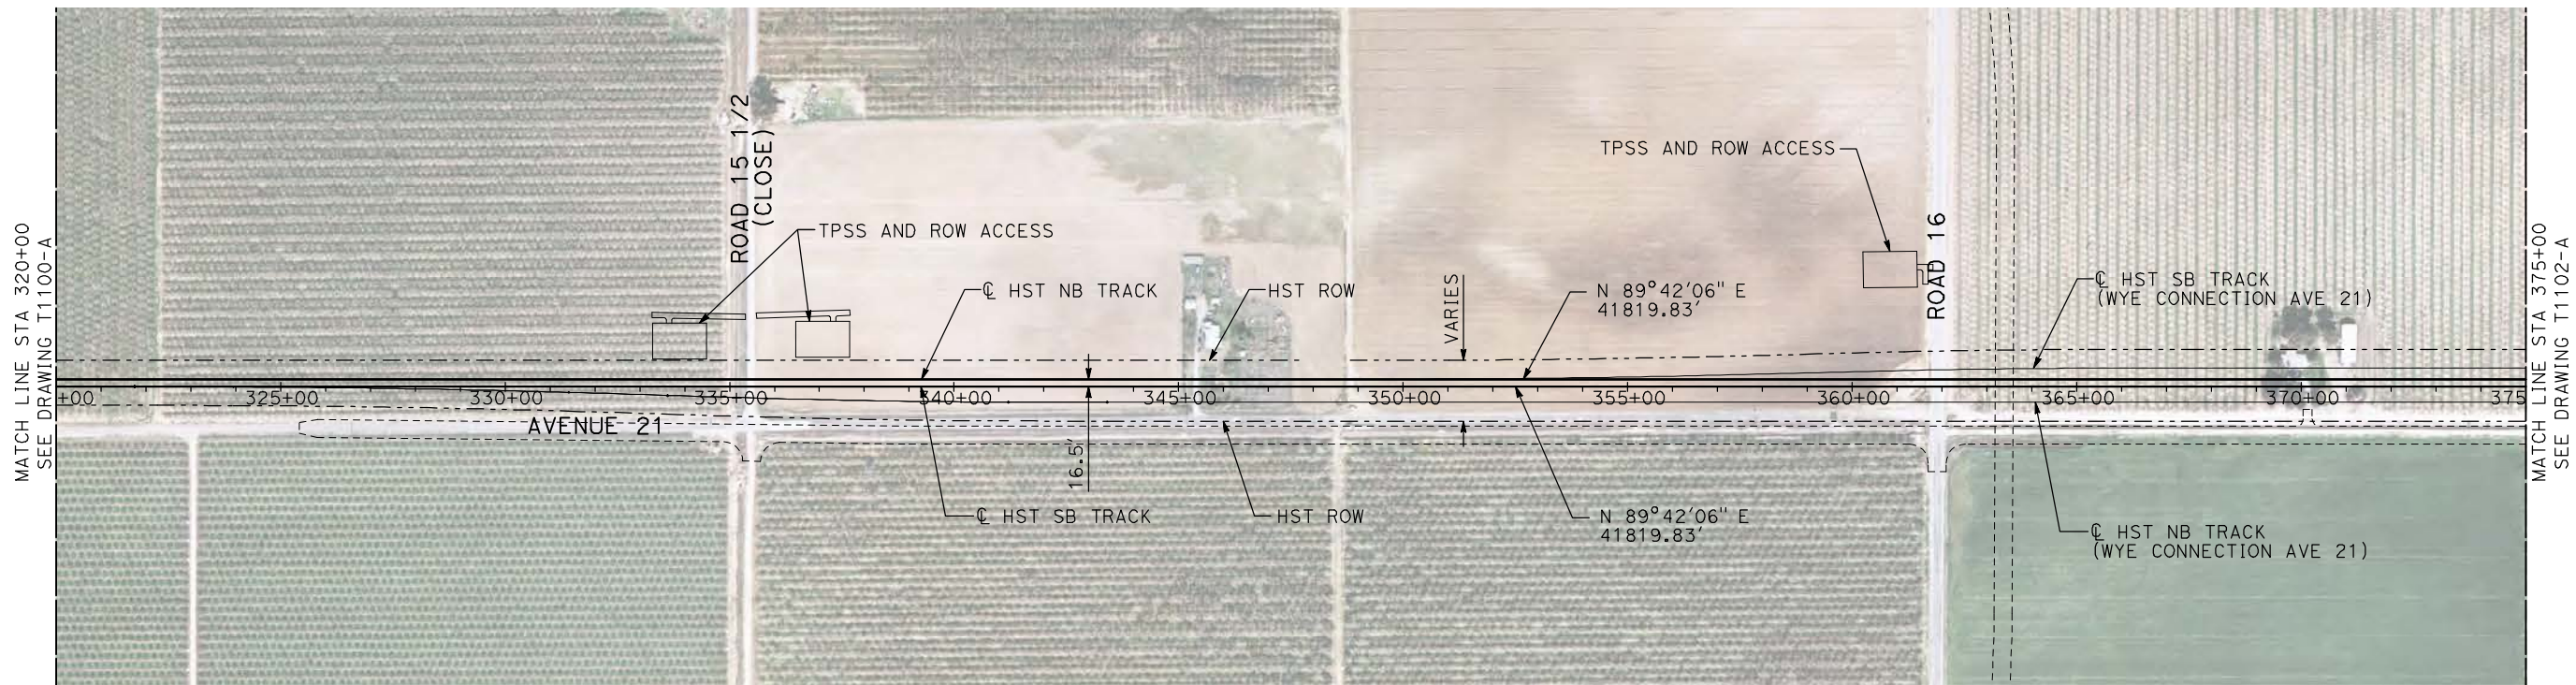 MATCH LINE STA 320+00
SEE DRAWING T1100-A
ROAD 15 1/2
(CLOSE)
TPSS AND ROW ACCESS
℄ HST NB TRACK
HST ROW
VARIES
N 89°42'06" E
41819.83'
TPSS AND ROW ACCESS
ROAD 16
℄ HST SB TRACK
(WYE CONNECTION AVE 21)
+00 325+00 330+00 335+00 340+00 345+00 350+00 355+00 360+00 365+00 370+00 375
AVENUE 21
16.5'
℄ HST SB TRACK
HST ROW
N 89°42'06" E
41819.83'
℄ HST NB TRACK
(WYE CONNECTION AVE 21)
MATCH LINE STA 375+00
SEE DRAWING T1102-A